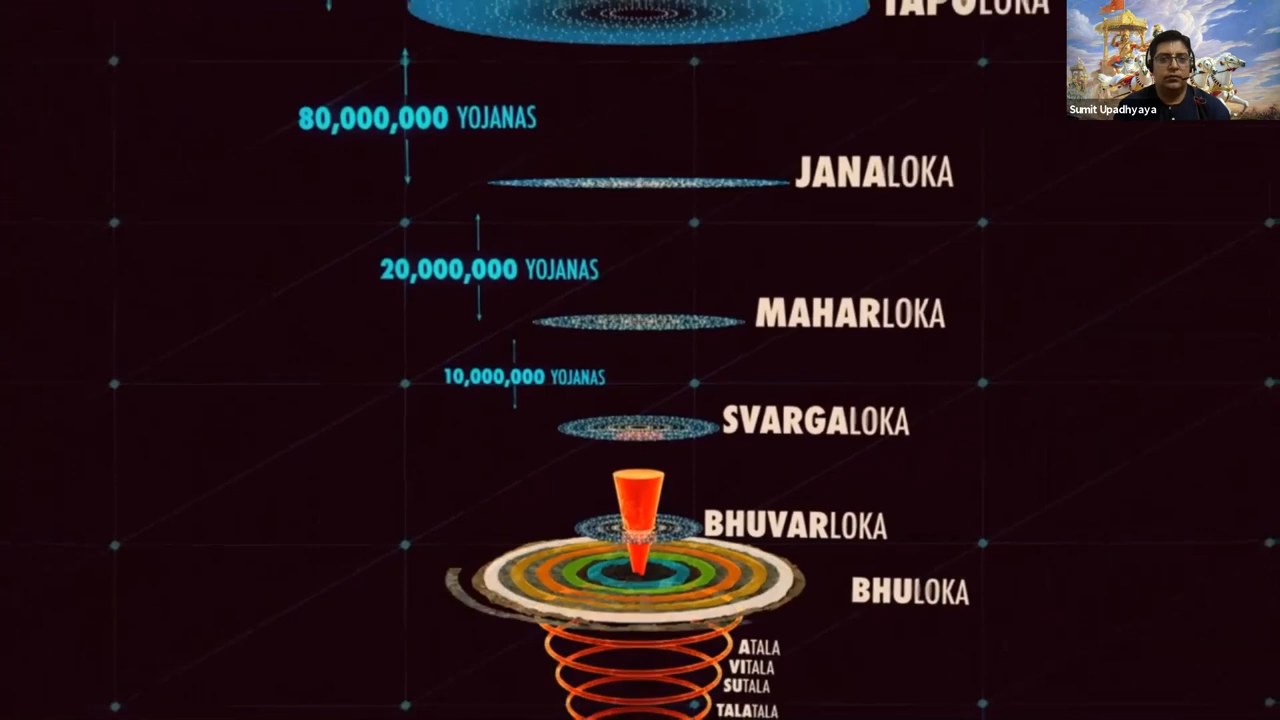 TAPOLOKA
Sumit Upadhyaya
80,000,000 YOJANAS
JANALOKA
20,000,000 YOJANAS
MAHARLOKA
10,000,000 YOJANAS
SVARGALOKA
BHUVARLOKA
BHULOKA
ATALA
VITALA
SUTALA
TALATALA